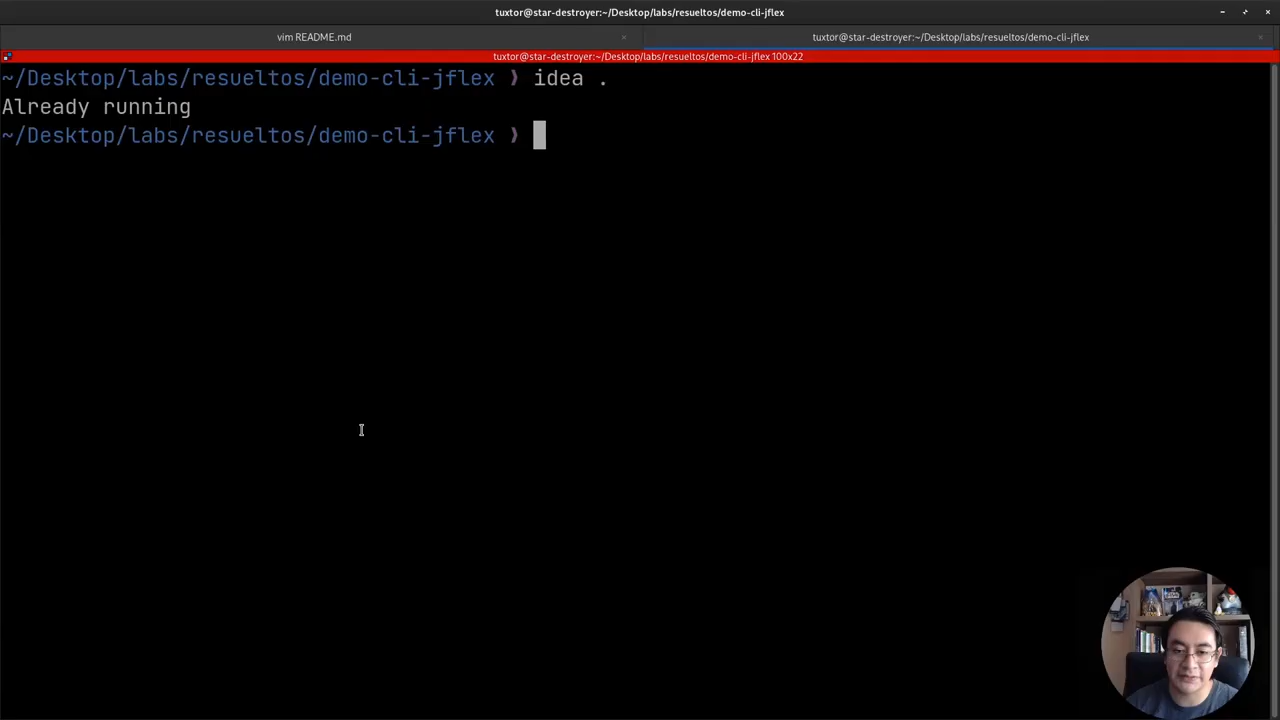 tuxtor@star-destroyer:~/Desktop/labs/resueltos/demo-cli-jflex
vim README.md
tuxtor@star-destroyer:~/Desktop/labs/resueltos/demo-cli-jflex
tuxtor@star-destroyer:~/Desktop/labs/resueltos/demo-cli-jflex 100x22
~/Desktop/labs/resueltos/demo-cli-jflex ❯ idea .
Already running
~/Desktop/labs/resueltos/demo-cli-jflex ❯